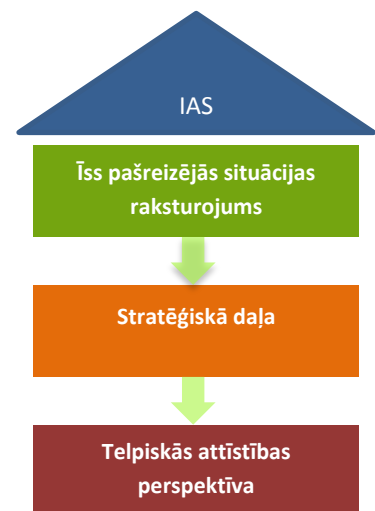 IAS
Īss pašreizējās situācijas
raksturojums
Stratēģiskā daļa
Telpiskās attīstības
perspektīva